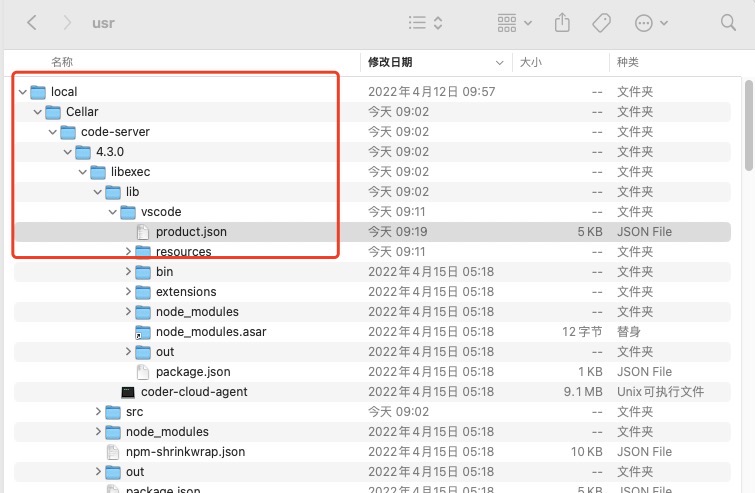 usr
名称 修改日期 大小 种类
local 2022年4月12日 09:57 -- 文件夹
Cellar 今天 09:02 -- 文件夹
code-server 今天 09:02 -- 文件夹
4.3.0 今天 09:02 -- 文件夹
libexec 今天 09:02 -- 文件夹
lib 今天 09:02 -- 文件夹
vscode 今天 09:11 -- 文件夹
product.json 今天 09:19 5 KB JSON File
resources 今天 09:11 -- 文件夹
bin 2022年4月15日 05:18 -- 文件夹
extensions 2022年4月15日 05:18 -- 文件夹
node_modules 2022年4月15日 05:18 -- 文件夹
node_modules.asar 2022年4月15日 05:18 12 字节 替身
out 2022年4月15日 05:18 -- 文件夹
package.json 2022年4月15日 05:18 1 KB JSON File
coder-cloud-agent 2022年4月15日 05:18 9.1 MB Unix可执行文件
src 今天 09:02 -- 文件夹
node_modules 2022年4月15日 05:18 -- 文件夹
npm-shrinkwrap.json 2022年4月15日 05:18 10 KB JSON File
out 2022年4月15日 05:18 -- 文件夹
package.json 2022年4月15日 05:18 5 KB JSON File